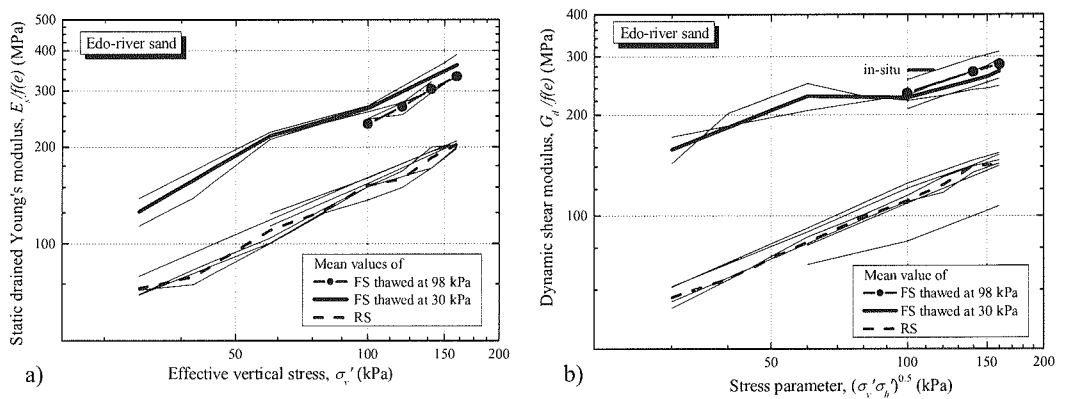 Static drained Young's modulus, E_s/f(e) (MPa)
500
400
300
200
100
Edo-river sand
Mean values of
FS thawed at 98 kPa
FS thawed at 30 kPa
RS
50
100
150
200
a)
Effective vertical stress, σ_v' (kPa)
Dynamic shear modulus, G_d/f(e) (MPa)
400
300
200
100
Edo-river sand
in-situ
Mean value of
FS thawed at 98 kPa
FS thawed at 30 kPa
RS
50
100
150
200
b)
Stress parameter, (σ_v'σ_h')^0.5 (kPa)